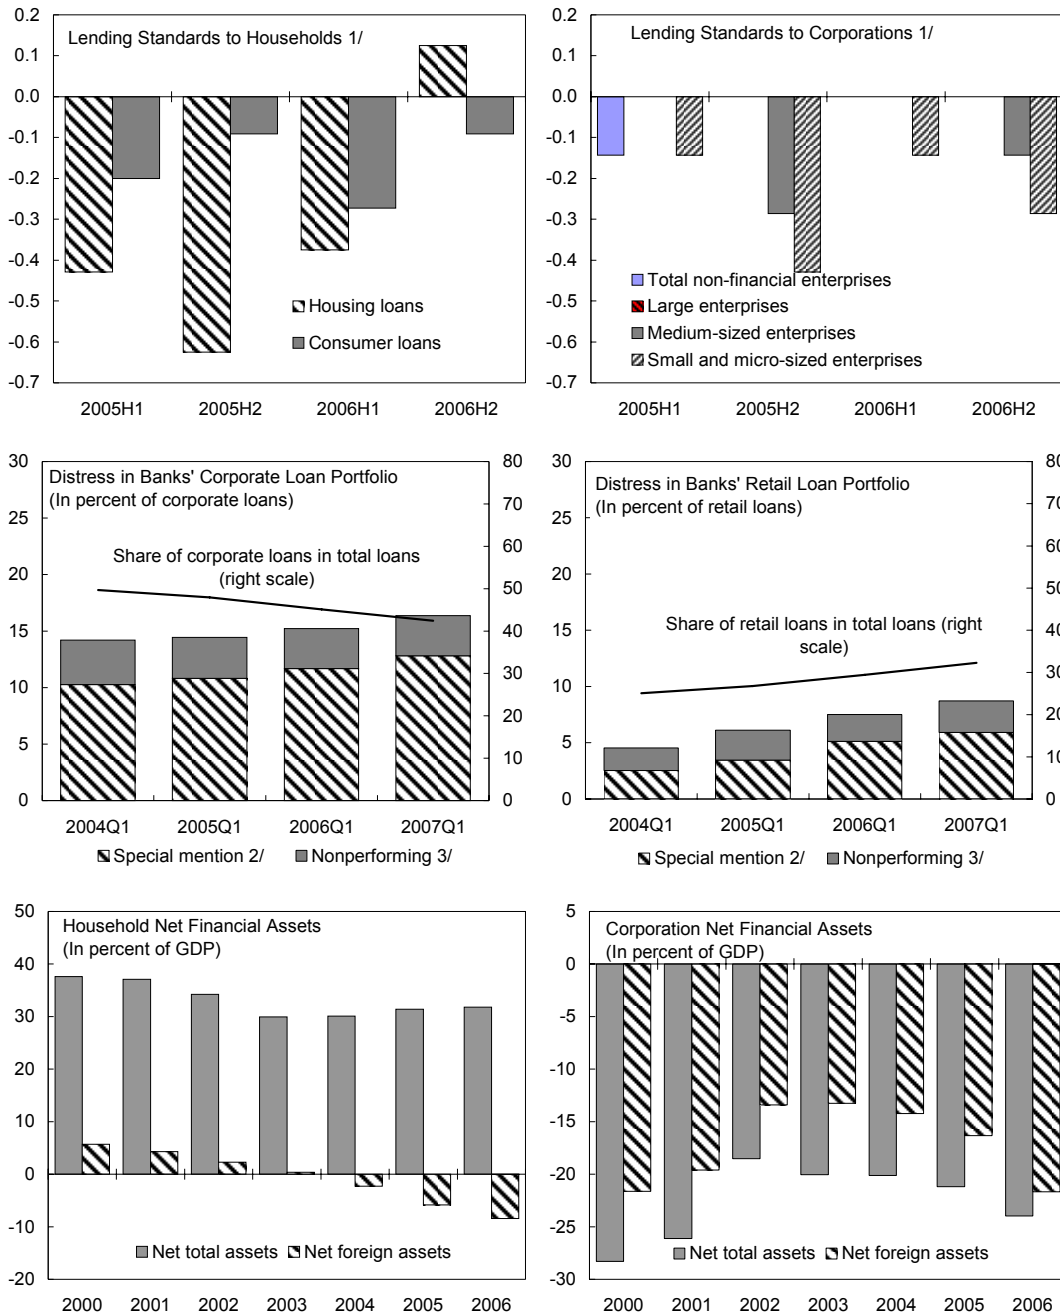 Lending Standards to Households 1/
0.2
0.1
0.0
-0.1
-0.2
-0.3
-0.4
-0.5
-0.6
-0.7
Housing loans
Consumer loans
2005H1 2005H2 2006H1 2006H2
Lending Standards to Corporations 1/
0.2
0.1
0.0
-0.1
-0.2
-0.3
-0.4
-0.5
-0.6
-0.7
Total non-financial enterprises
Large enterprises
Medium-sized enterprises
Small and micro-sized enterprises
2005H1 2005H2 2006H1 2006H2
Distress in Banks' Corporate Loan Portfolio
(In percent of corporate loans)
30
25
20
15
10
5
0
Share of corporate loans in total loans
(right scale)
80
70
60
50
40
30
20
10
0
2004Q1 2005Q1 2006Q1 2007Q1
Special mention 2/ Nonperforming 3/
Distress in Banks' Retail Loan Portfolio
(In percent of retail loans)
30
25
20
15
10
5
0
Share of retail loans in total loans (right
scale)
80
70
60
50
40
30
20
10
0
2004Q1 2005Q1 2006Q1 2007Q1
Special mention 2/ Nonperforming 3/
Household Net Financial Assets
(In percent of GDP)
50
40
30
20
10
0
-10
-20
Net total assets Net foreign assets
2000 2001 2002 2003 2004 2005 2006
Corporation Net Financial Assets
(In percent of GDP)
5
0
-5
-10
-15
-20
-25
-30
Net total assets Net foreign assets
2000 2001 2002 2003 2004 2005 2006